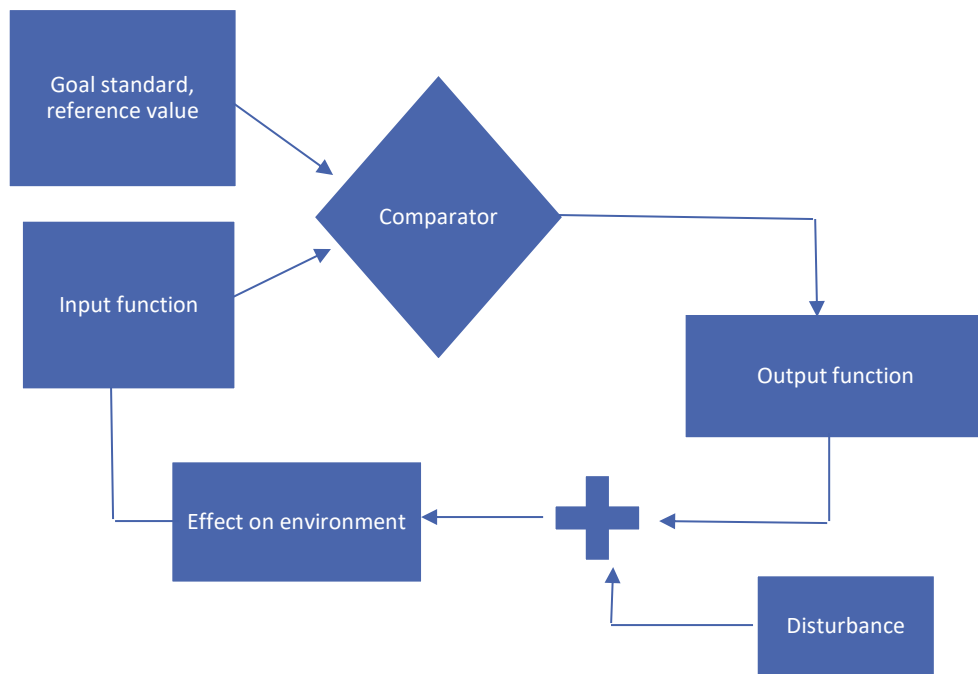 Goal standard,
reference value
Comparator
Input function
Output function
Effect on environment
Disturbance